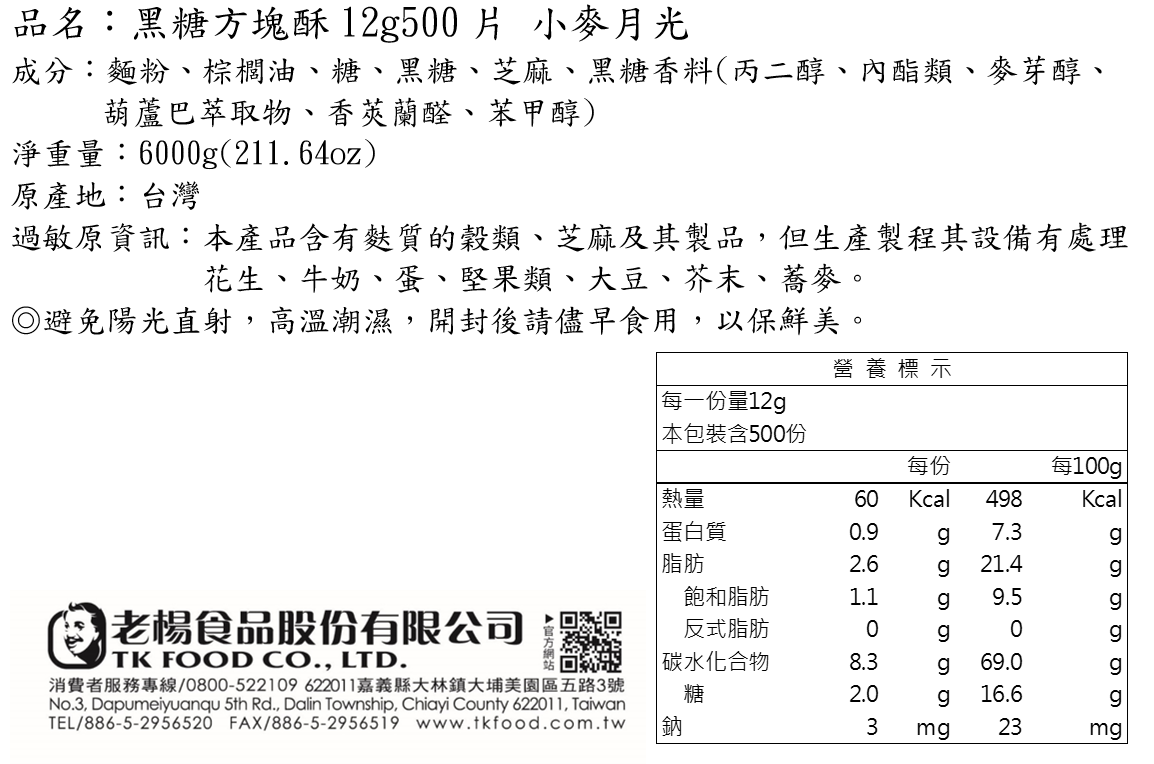 品名：黑糖方塊酥12g500片 小麥月光
成分：麵粉、棕櫚油、糖、黑糖、芝麻、黑糖香料(丙二醇、內酯類、麥芽醇、
葫蘆巴萃取物、香莢蘭醛、苯甲醇)
淨重量：6000g(211.64oz)
原產地：台灣
過敏原資訊：本產品含有麩質的穀類、芝麻及其製品，但生產製程其設備有處理
花生、牛奶、蛋、堅果類、大豆、芥末、蕎麥。
◎避免陽光直射，高溫潮濕，開封後請儘早食用，以保鮮美。
營養標示
每一份量12g
本包裝含500份
每份 每100g
熱量 60 Kcal 498 Kcal
蛋白質 0.9 g 7.3 g
脂肪 2.6 g 21.4 g
飽和脂肪 1.1 g 9.5 g
反式脂肪 0 g 0 g
碳水化合物 8.3 g 69.0 g
糖 2.0 g 16.6 g
鈉 3 mg 23 mg
老楊食品股份有限公司
TK FOOD CO., LTD.
▶官方網站
消費者服務專線/0800-522109 622011嘉義縣大林鎮大埔美園區五路3號
No.3, Dapumeiyuanqu 5th Rd., Dalin Township, Chiayi County 622011, Taiwan
TEL/886-5-2956520 FAX/886-5-2956519 www.tkfood.com.tw